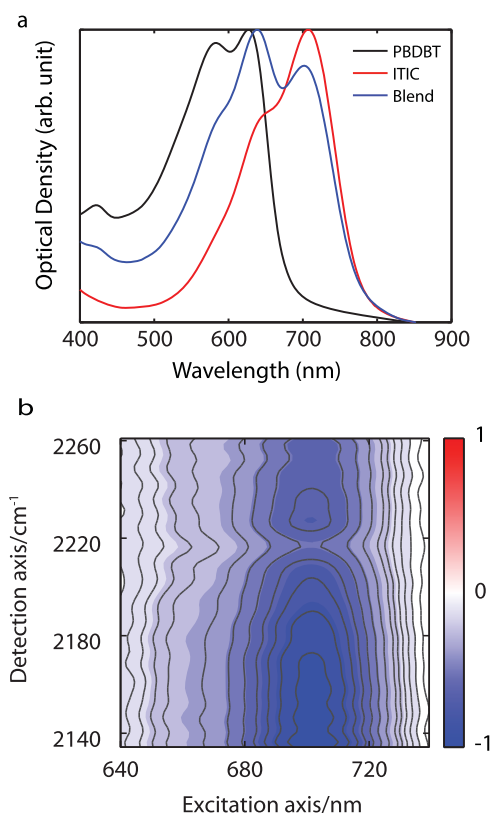 a
Optical Density (arb. unit)
PBDBT
ITIC
Blend
400 500 600 700 800 900
Wavelength (nm)
b
Detection axis/cm-1
2260
2220
2180
2140
640 680 720
Excitation axis/nm
1
0
-1